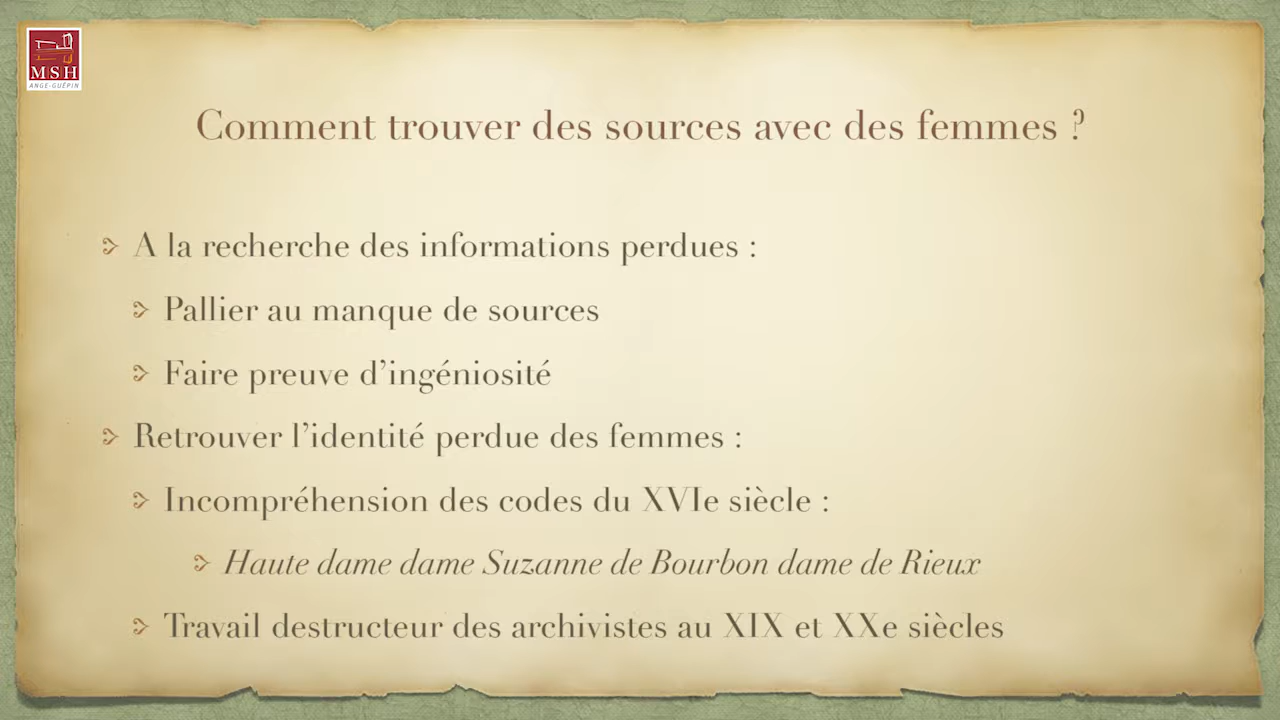 MSH
ANGE-GUÉPIN
Comment trouver des sources avec des femmes ?
A la recherche des informations perdues :
Pallier au manque de sources
Faire preuve d’ingéniosité
Retrouver l’identité perdue des femmes :
Incompréhension des codes du XVIe siècle :
Haute dame dame Suzanne de Bourbon dame de Rieux
Travail destructeur des archivistes au XIX et XXe siècles